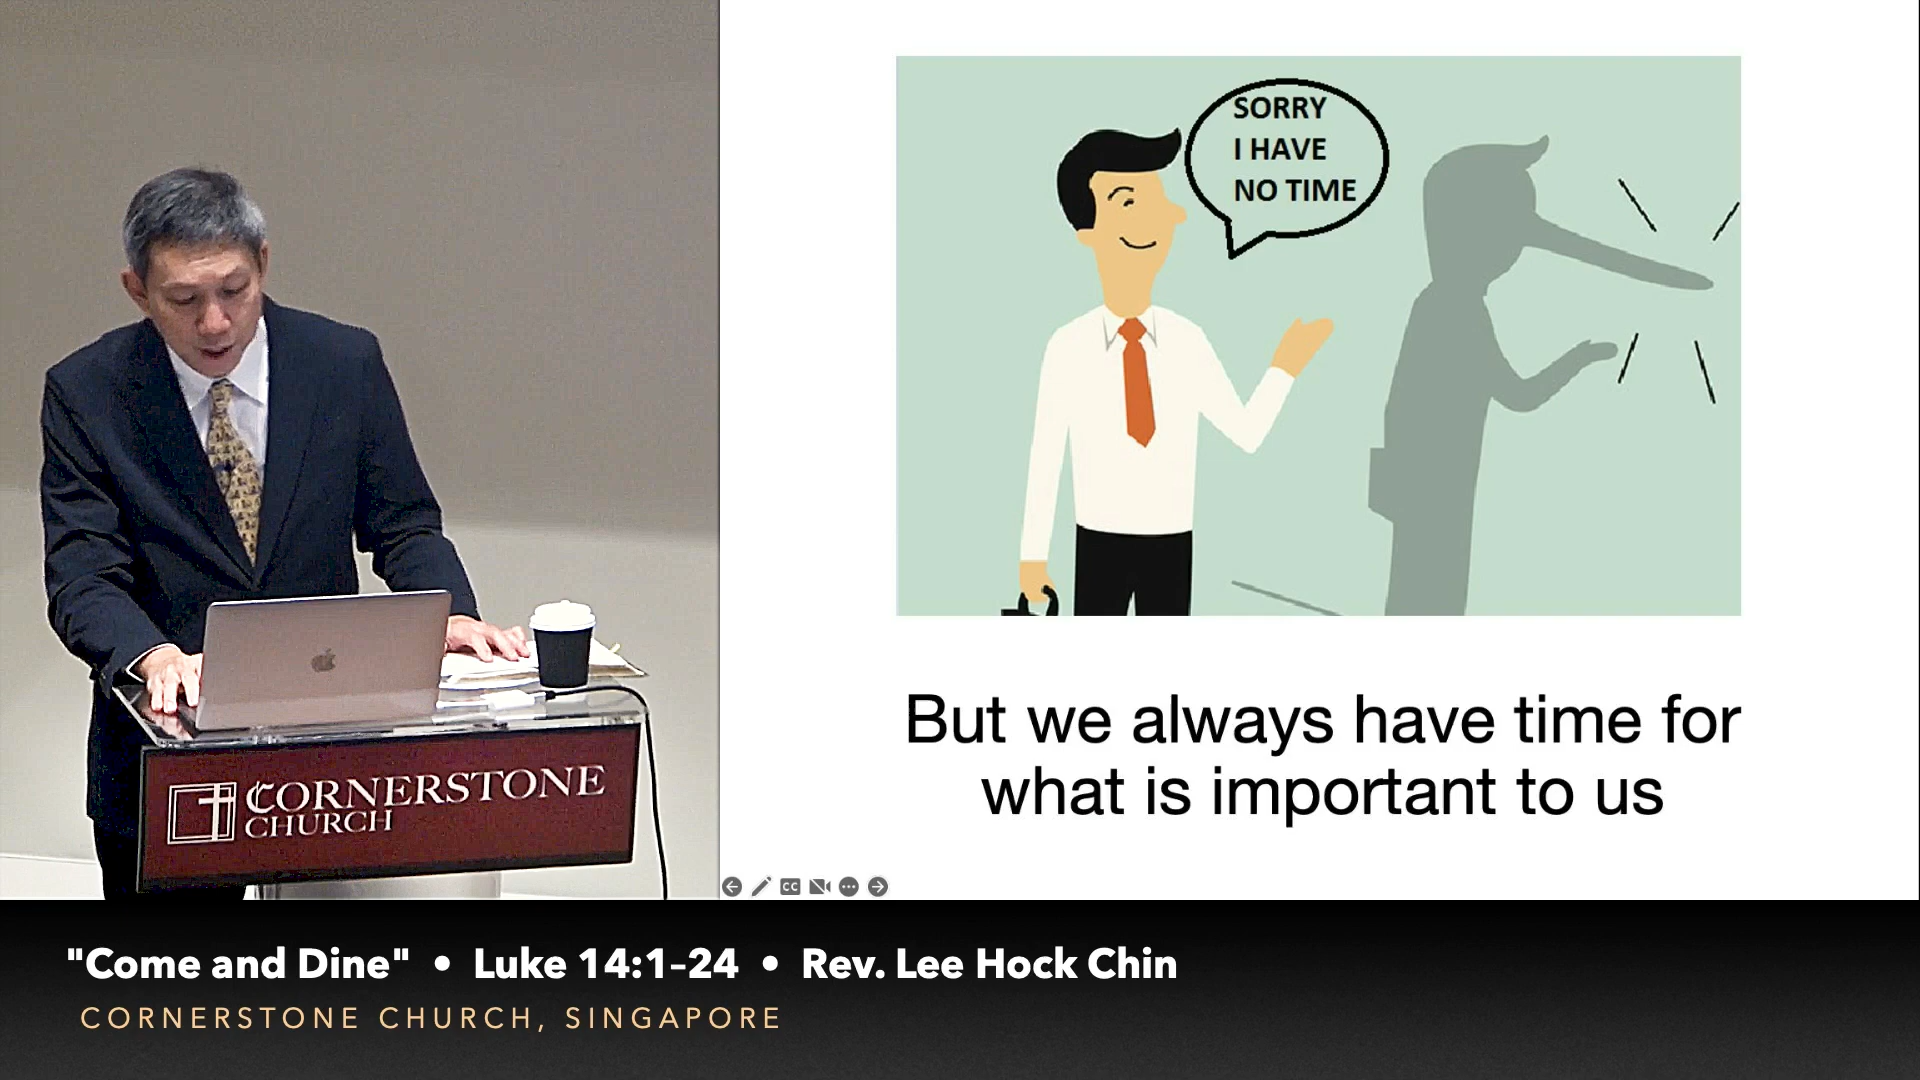 SORRY
I HAVE
NO TIME
But we always have time for
what is important to us
CORNERSTONE
CHURCH
CC
"Come and Dine" • Luke 14:1–24 • Rev. Lee Hock Chin
CORNERSTONE CHURCH, SINGAPORE